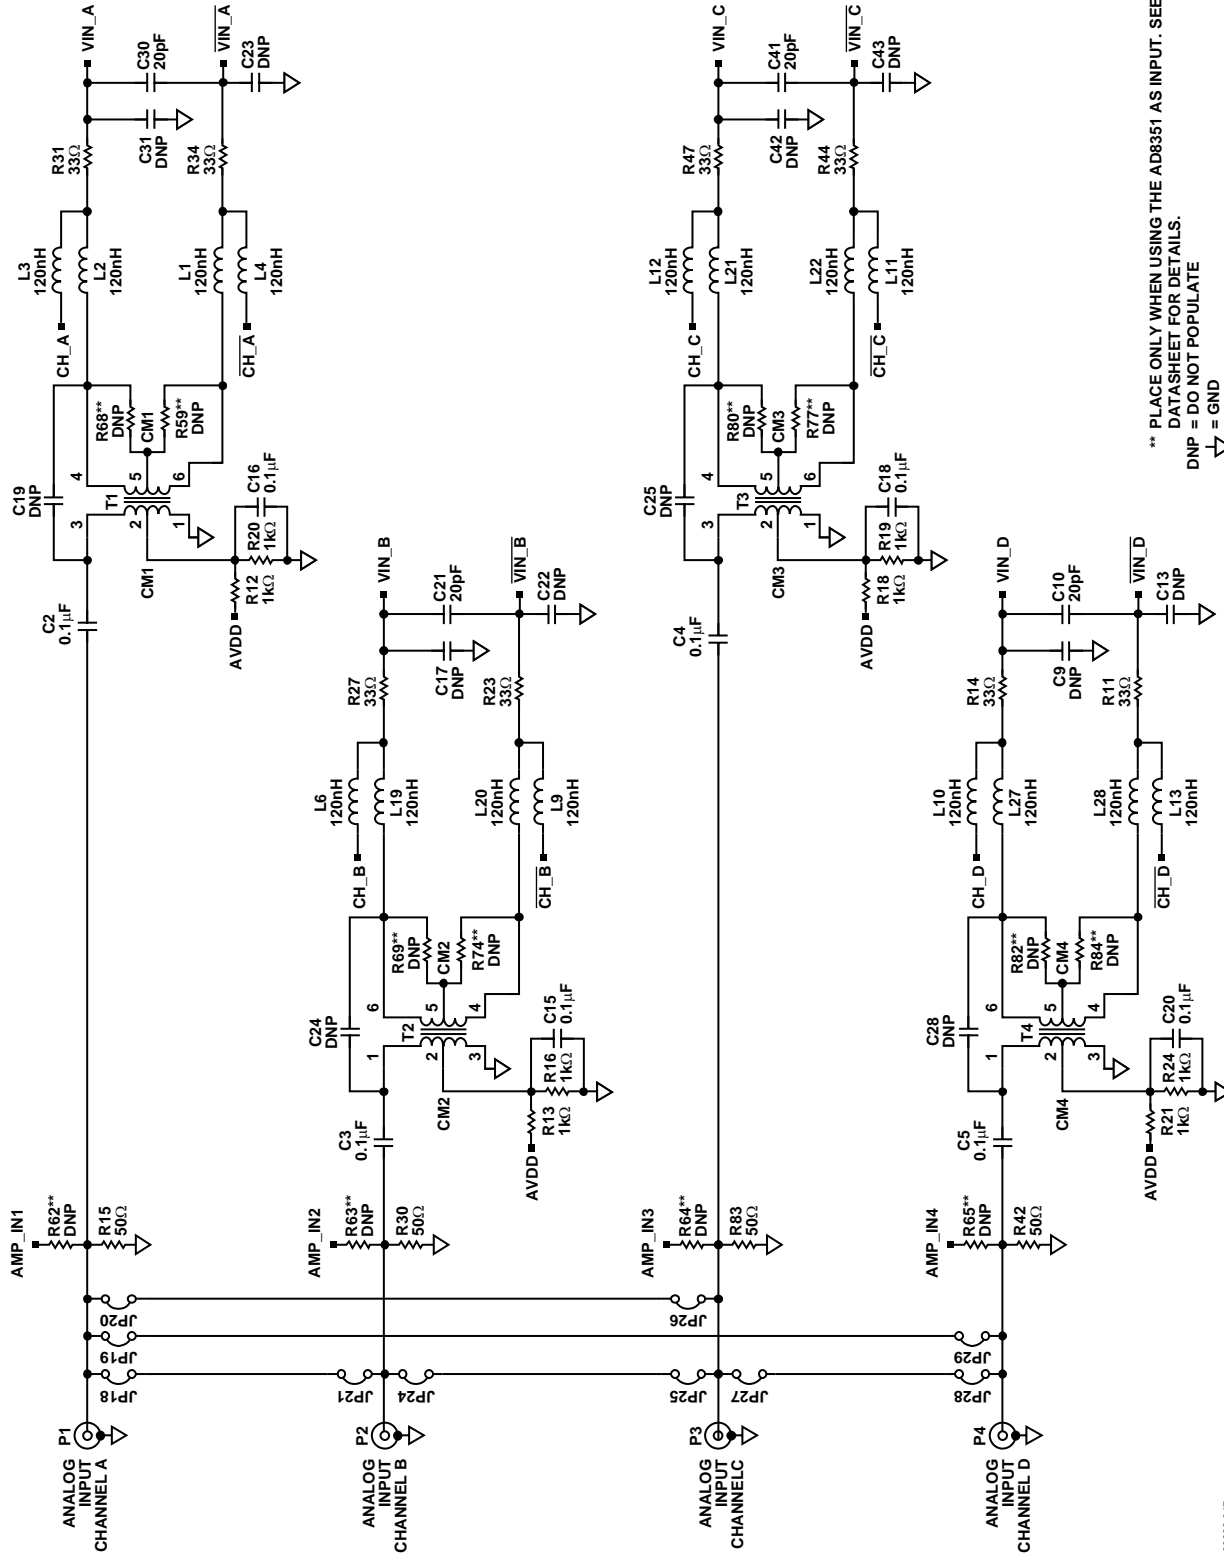 ANALOG
INPUT
CHANNEL A
P1
JP18
JP19
JP20
AMP_IN1
R62**
DNP
R15
50Ω
C2
0.1µF
C19
DNP
3
4
T1
2
5
1
6
CM1
R68**
DNP
CM1
R59**
DNP
AVDD
R12
1kΩ
R20
1kΩ
C16
0.1µF
CH_A
L3
120nH
L2
120nH
L1
120nH
L4
120nH
CH_A
R31
33Ω
R34
33Ω
C31
DNP
C30
20pF
C23
DNP
VIN_A
VIN_A
ANALOG
INPUT
CHANNEL B
P2
JP21
JP24
AMP_IN2
R63**
DNP
R30
50Ω
C3
0.1µF
C24
DNP
1
6
T2
2
5
3
4
CM2
R69**
DNP
CM2
R74**
DNP
AVDD
R13
1kΩ
R16
1kΩ
C15
0.1µF
CH_B
L6
120nH
L19
120nH
L20
120nH
L9
120nH
CH_B
R27
33Ω
R23
33Ω
C17
DNP
C21
20pF
C22
DNP
VIN_B
VIN_B
ANALOG
INPUT
CHANNELC
P3
JP25
JP27
JP26
AMP_IN3
R64**
DNP
R83
50Ω
C4
0.1µF
C25
DNP
3
4
T3
2
5
1
6
CM3
R80**
DNP
CM3
R77**
DNP
AVDD
R18
1kΩ
R19
1kΩ
C18
0.1µF
CH_C
L12
120nH
L21
120nH
L22
120nH
L11
120nH
CH_C
R47
33Ω
R44
33Ω
C42
DNP
C41
20pF
C43
DNP
VIN_C
VIN_C
ANALOG
INPUT
CHANNEL D
P4
JP28
JP29
AMP_IN4
R65**
DNP
R42
50Ω
C5
0.1µF
C28
DNP
1
6
T4
2
5
3
4
CM4
R82**
DNP
CM4
R84**
DNP
AVDD
R21
1kΩ
R24
1kΩ
C20
0.1µF
CH_D
L10
120nH
L27
120nH
L28
120nH
L13
120nH
CH_D
R14
33Ω
R11
33Ω
C9
DNP
C10
20pF
C13
DNP
VIN_D
VIN_D
** PLACE ONLY WHEN USING THE AD8351 AS INPUT. SEE
DATASHEET FOR DETAILS.
DNP = DO NOT POPULATE
= GND